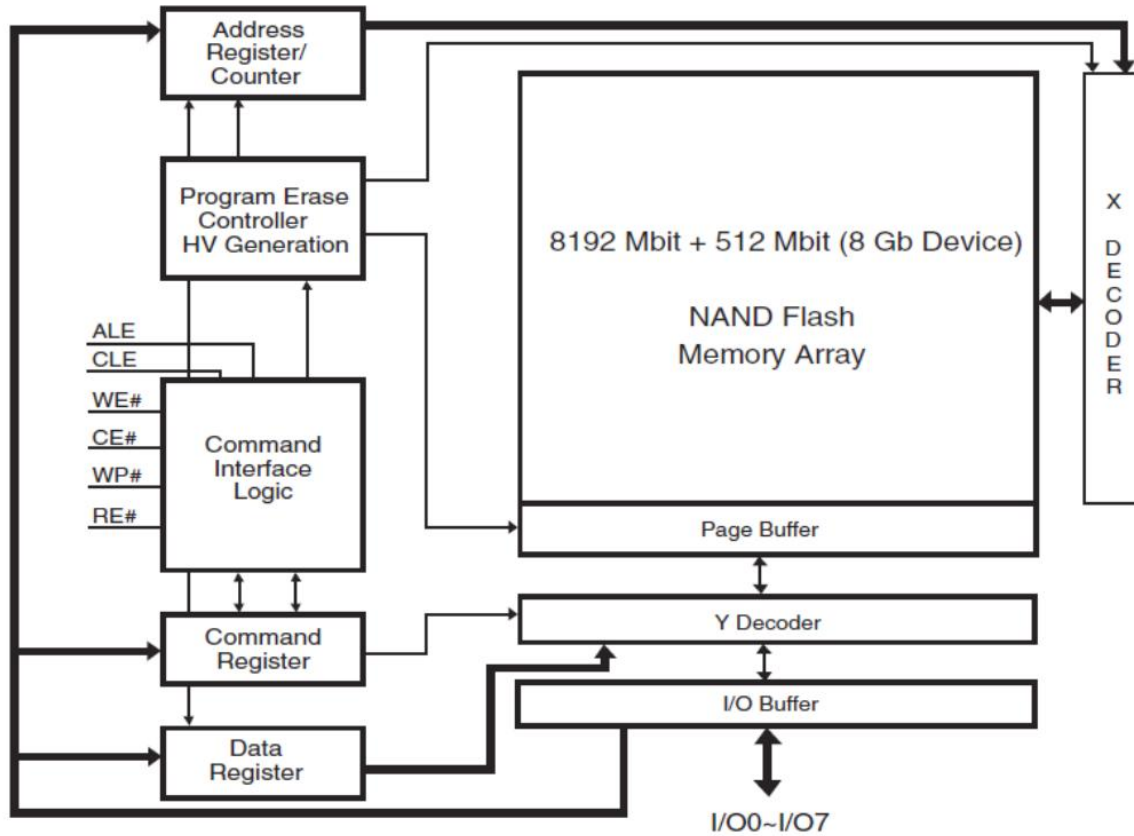 Address
Register/
Counter
Program Erase
Controller
HV Generation
ALE
CLE
WE#
CE#
WP#
RE#
Command
Interface
Logic
Command
Register
Data
Register
8192 Mbit + 512 Mbit (8 Gb Device)
NAND Flash
Memory Array
Page Buffer
Y Decoder
I/O Buffer
I/O0~I/O7
X
D
E
C
O
D
E
R